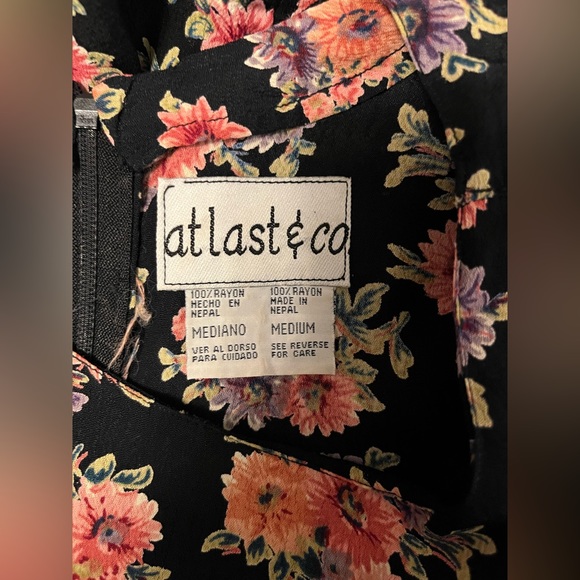 atlast&co
100% RAYON
HECHO EN
NEPAL
MEDIANO
VER AL DORSO
PARA CUIDADO
100% RAYON
MADE IN
NEPAL
MEDIUM
SEE REVERSE
FOR CARE